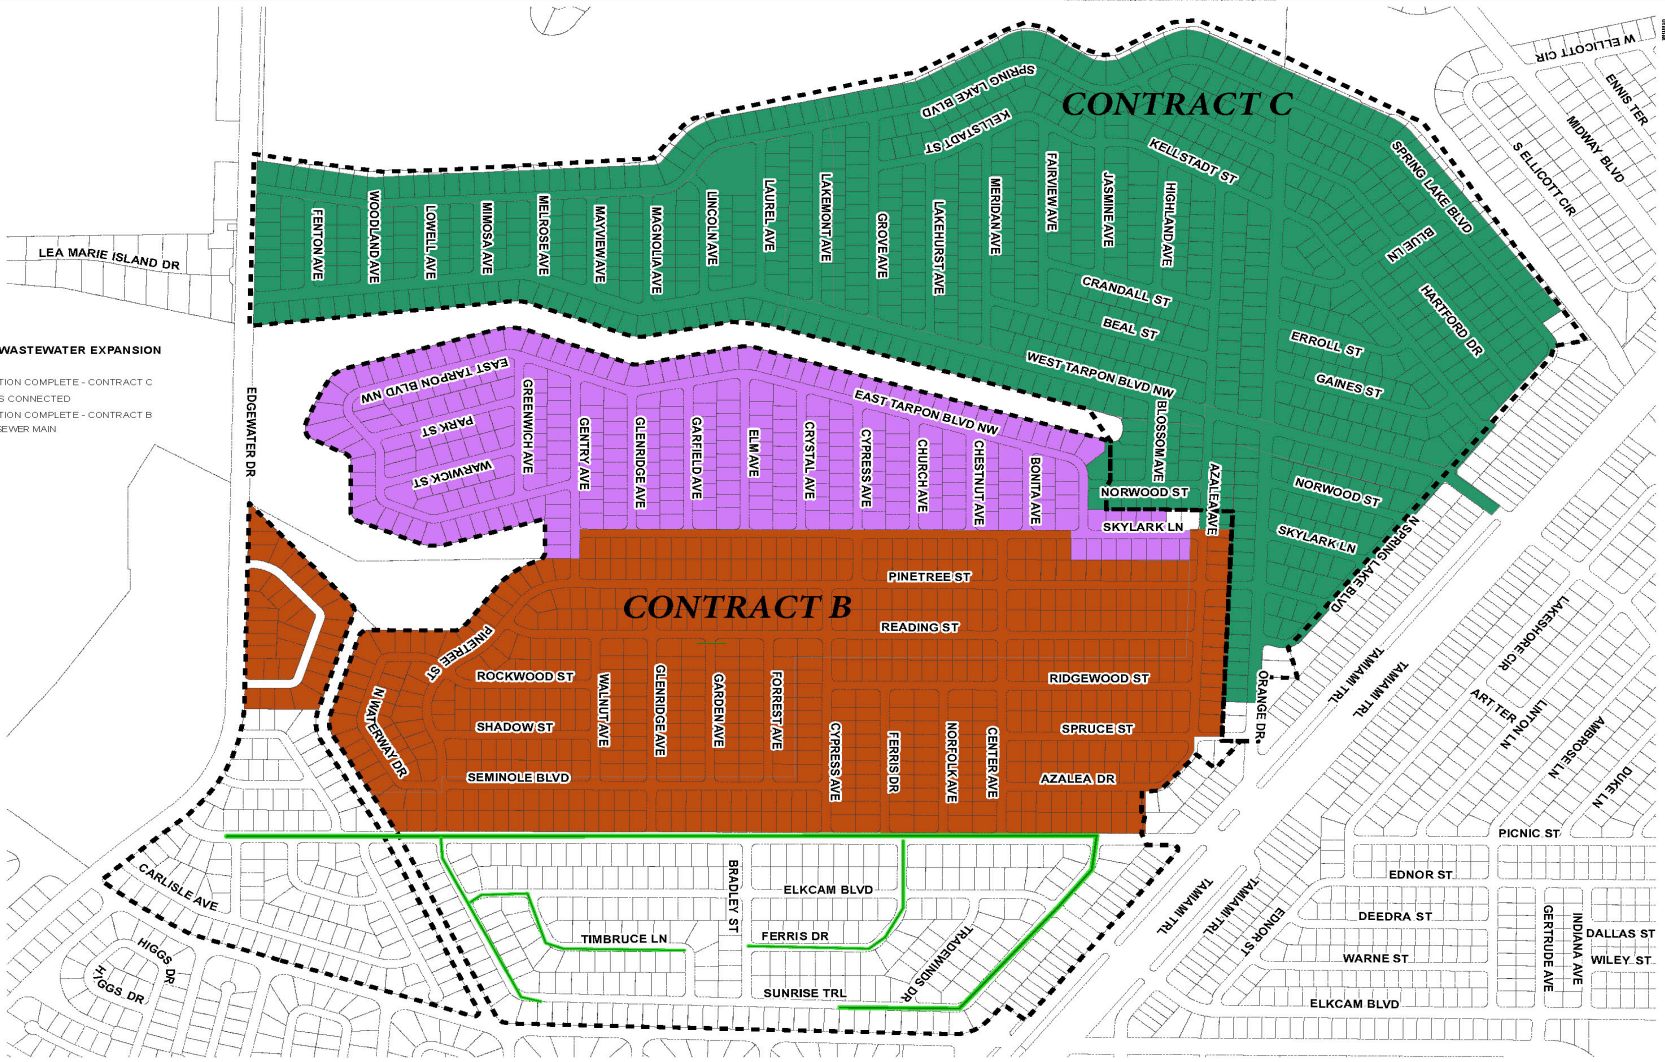 CONTRACT C
W ELLICOTT CIR
ENNIS TER
MIDWAY BLVD
S ELLICOTT CIR
SPRING LAKE BLVD
KELLSTADT ST
KELLSTADT ST
SPRING LAKE BLVD
BLUE LN
HARTFORD DR
FENTON AVE
WOODLAND AVE
LOWELL AVE
MIMOSA AVE
MELROSE AVE
MAYVIEW AVE
MAGNOLIA AVE
LINCOLN AVE
LAUREL AVE
LAKEMONT AVE
GROVE AVE
LAKEHURST AVE
MERIDAN AVE
FAIRVIEW AVE
JASMINE AVE
HIGHLAND AVE
LEA MARIE ISLAND DR
CRANDALL ST
BEAL ST
WEST TARPON BLVD NW
ERROLL ST
GAINES ST
WASTEWATER EXPANSION
TION COMPLETE - CONTRACT C
S CONNECTED
TION COMPLETE - CONTRACT B
SEWER MAIN
EDGEWATER DR
EAST TARPON BLVD NW
PARK ST
WARWICK ST
GREENWICH AVE
GENTRY AVE
GLENRIDGE AVE
GARFIELD AVE
ELM AVE
CRYSTAL AVE
CYPRESS AVE
CHURCH AVE
CHESTNUT AVE
BONITA AVE
EAST TARPON BLVD NW
BLOSSOM AVE
AZALEA AVE
NORWOOD ST
SKYLARK LN
NORWOOD ST
SKYLARK LN
N SPRING LAKE BLVD
CONTRACT B
PINETREE ST
READING ST
PINETREE ST
ROCKWOOD ST
SHADOW ST
SEMINOLE BLVD
N WATERWAY DR
WALNUT AVE
GLENRIDGE AVE
GARDEN AVE
FORREST AVE
CYPRESS AVE
FERRIS DR
NORFOLK AVE
CENTER AVE
RIDGEWOOD ST
SPRUCE ST
AZALEA DR
ORANGE DR
TAMIAMI TRL
TAMIAMI TRL
LAKESHORE CIR
ART TER
LINTON LN
AMBROSE LN
DUKE LN
PICNIC ST
EDNOR ST
DEEDRA ST
WARNE ST
ELKCAM BLVD
GERTRUDE AVE
INDIANA AVE
DALLAS ST
WILEY ST
TAMIAMI TRL
TAMIAMI TRL
EDNOR ST
CARLISLE AVE
HIGGS DR
HIGGS DR
BRADLEY ST
ELKCAM BLVD
TIMBRUCE LN
FERRIS DR
SUNRISE TRL
TRADEWINDS DR